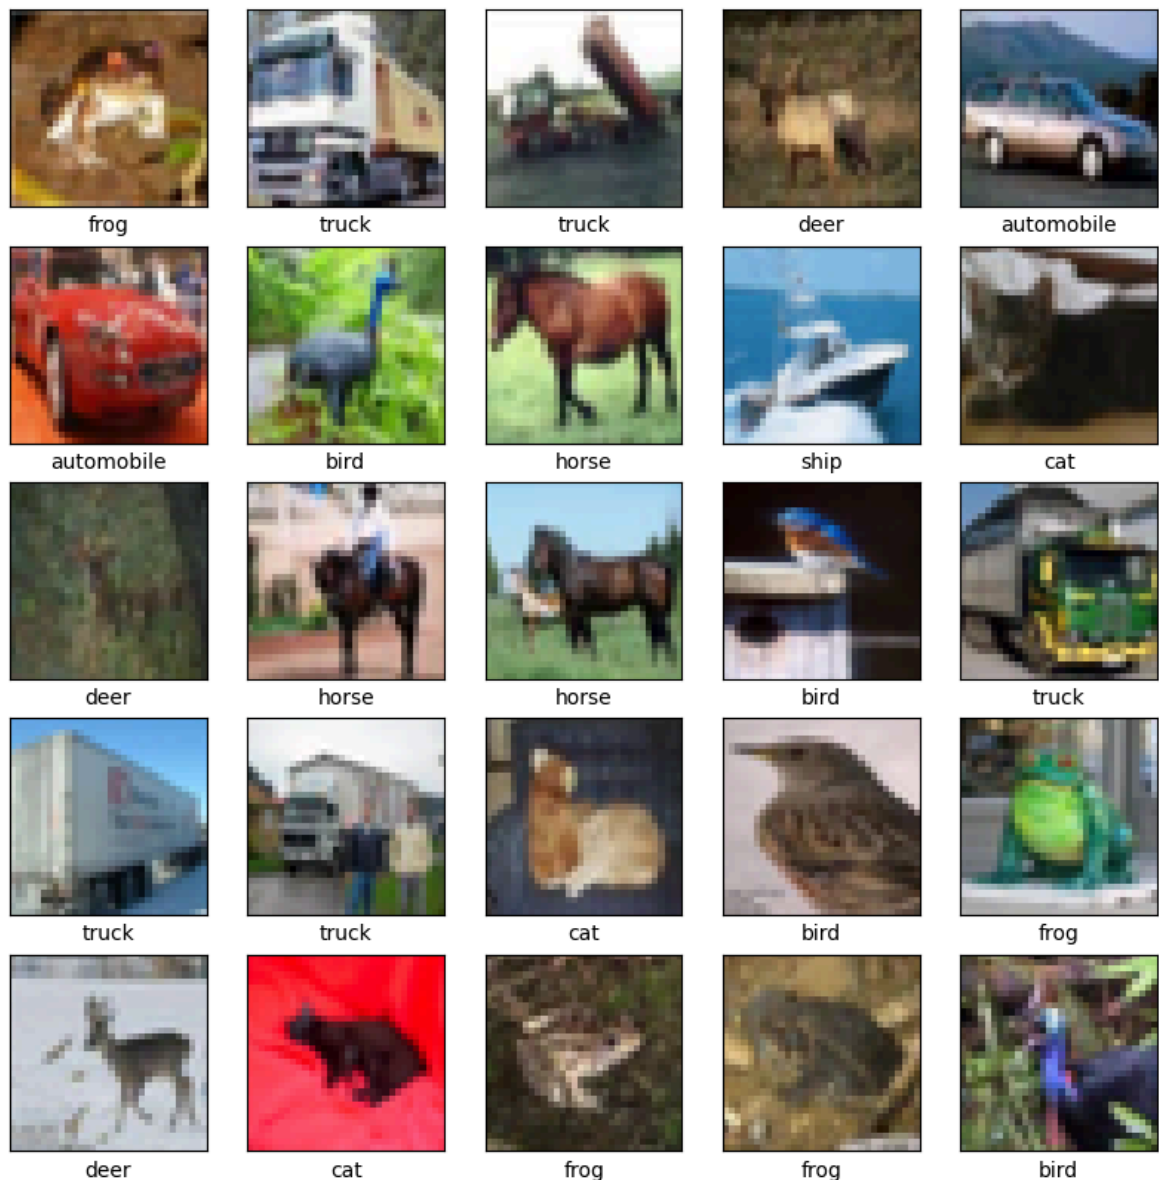 frog truck truck deer automobile
automobile bird horse ship cat
deer horse horse bird truck
truck truck cat bird frog
deer cat frog frog bird